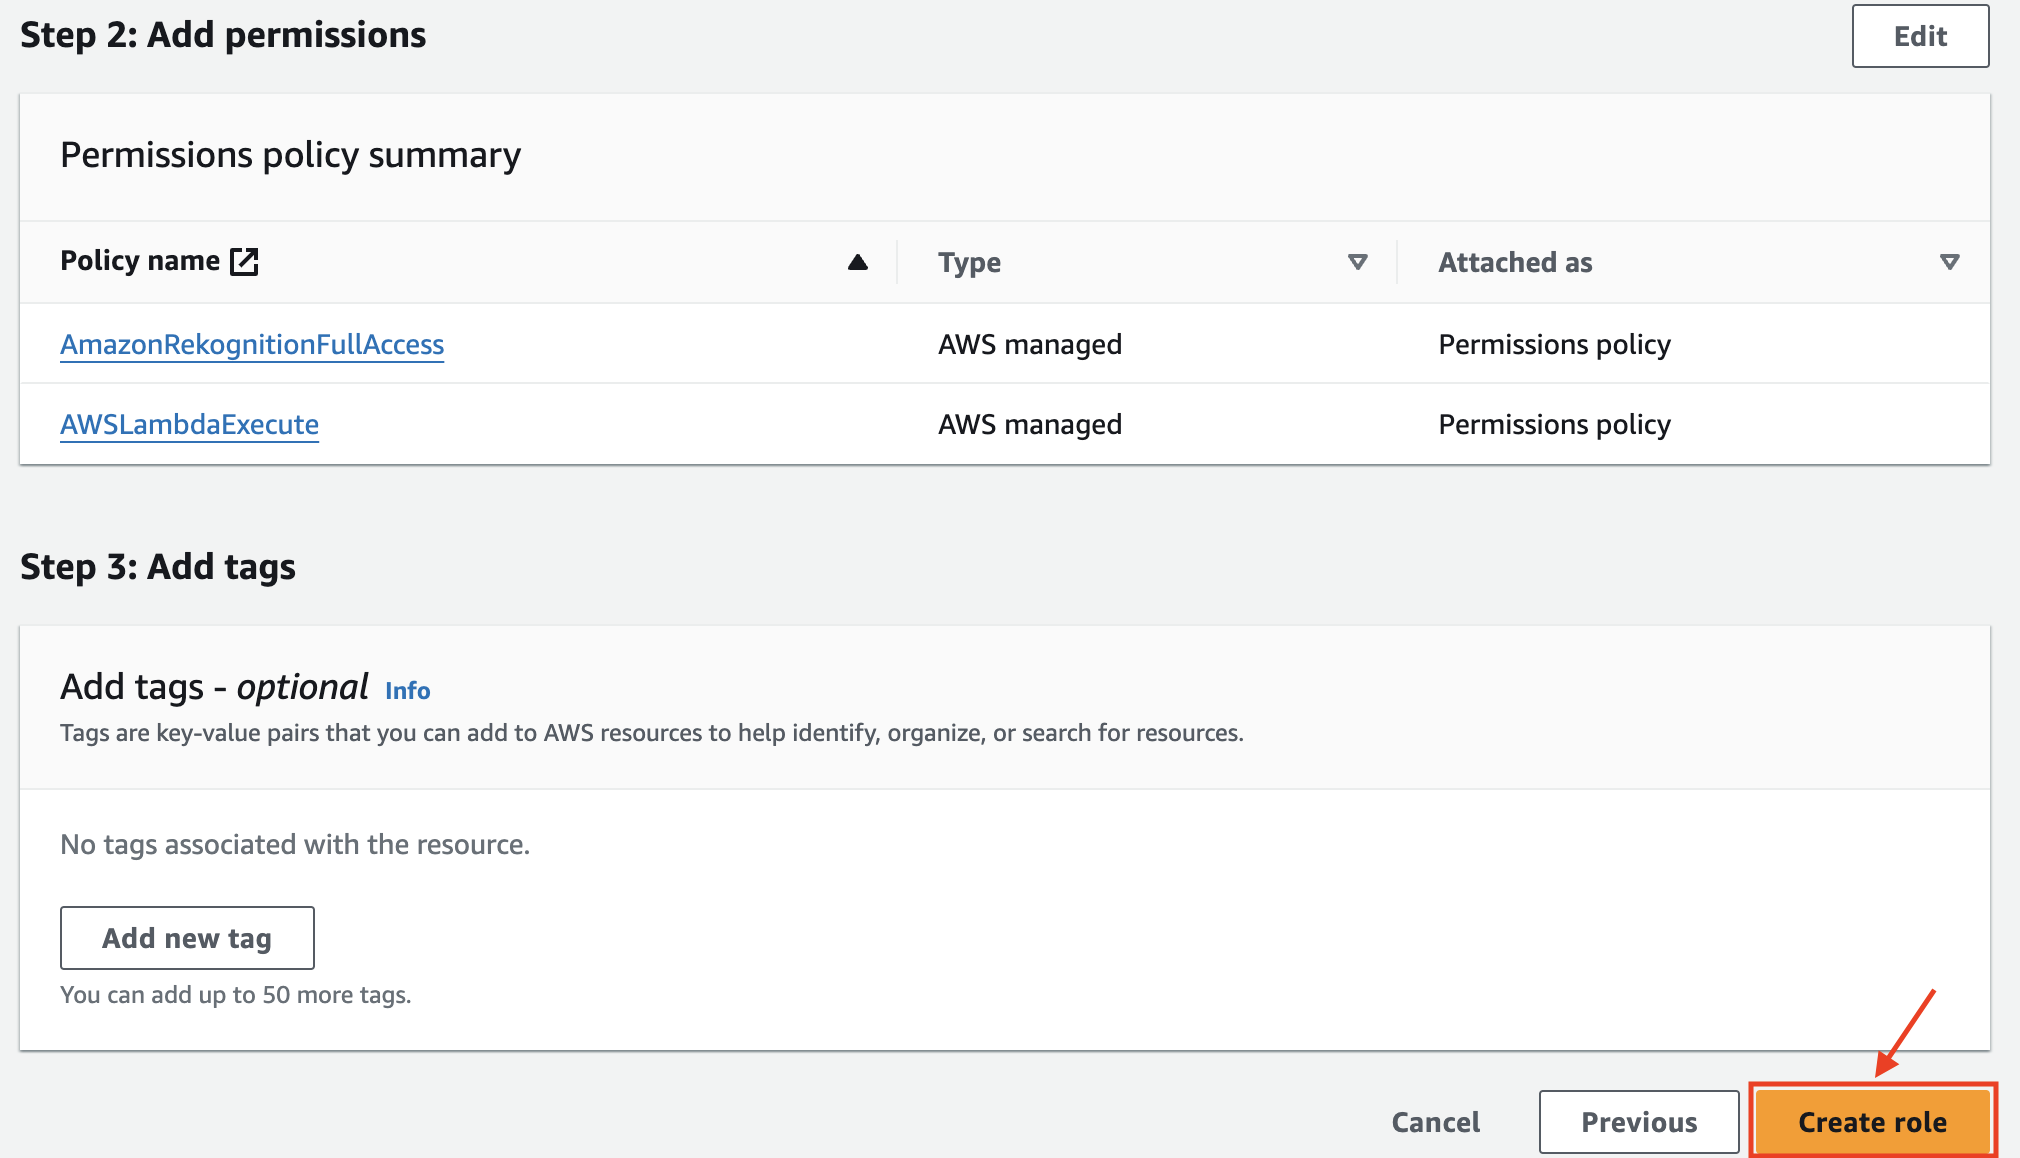 Step 2: Add permissions
Edit
Permissions policy summary
Policy name Type Attached as
AmazonRekognitionFullAccess AWS managed Permissions policy
AWSLambdaExecute AWS managed Permissions policy
Step 3: Add tags
Add tags - optional Info
Tags are key-value pairs that you can add to AWS resources to help identify, organize, or search for resources.
No tags associated with the resource.
Add new tag
You can add up to 50 more tags.
Cancel Previous Create role